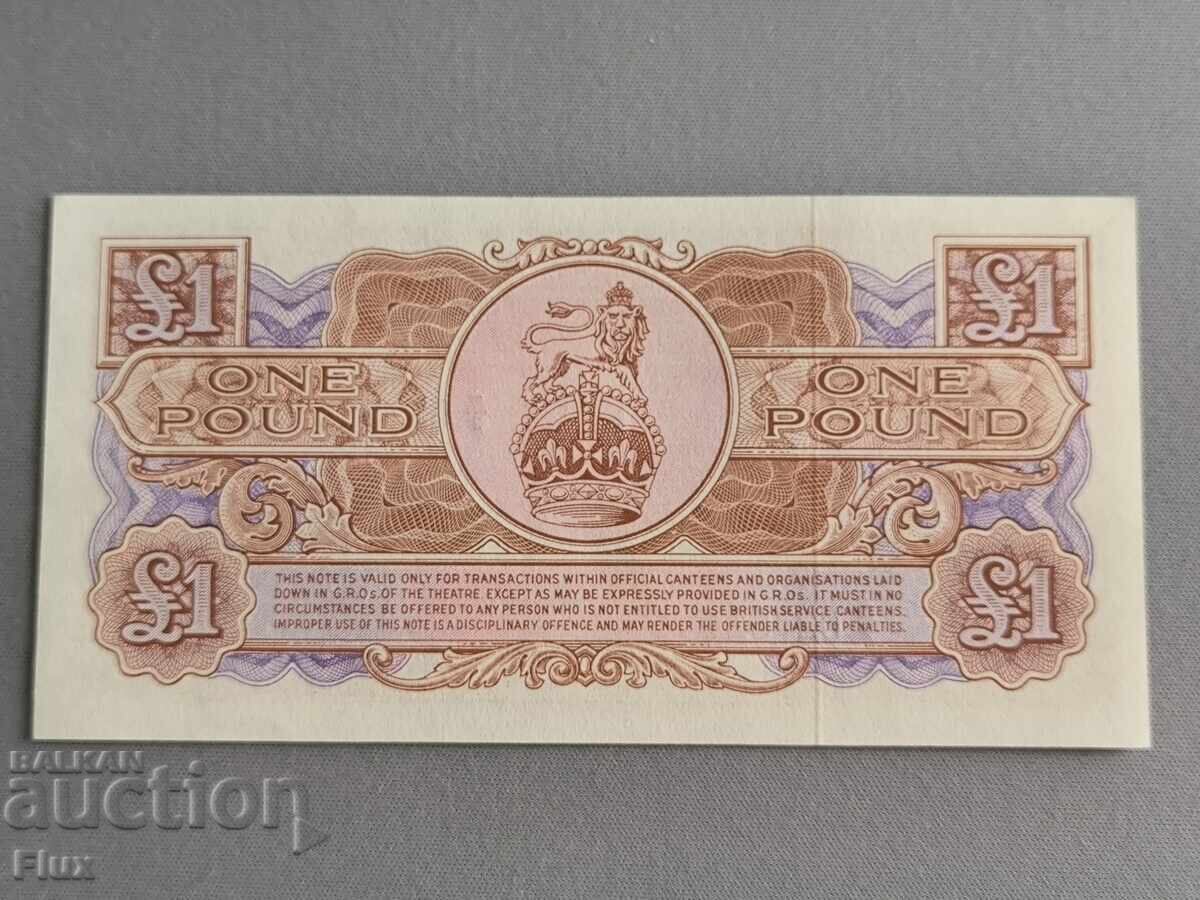 £1
£1
ONE
POUND
ONE
POUND
THIS NOTE IS VALID ONLY FOR TRANSACTIONS WITHIN OFFICIAL CANTEENS AND ORGANISATIONS LAID
DOWN IN G.R.Os. OF THE THEATRE. EXCEPT AS MAY BE EXPRESSLY PROVIDED IN G.R.Os. IT MUST IN NO
CIRCUMSTANCES BE OFFERED TO ANY PERSON WHO IS NOT ENTITLED TO USE BRITISH SERVICE CANTEENS.
IMPROPER USE OF THIS NOTE IS A DISCIPLINARY OFFENCE AND MAY RENDER THE OFFENDER LIABLE TO PENALTIES.
£1
£1
BALKAN
auction
Flux